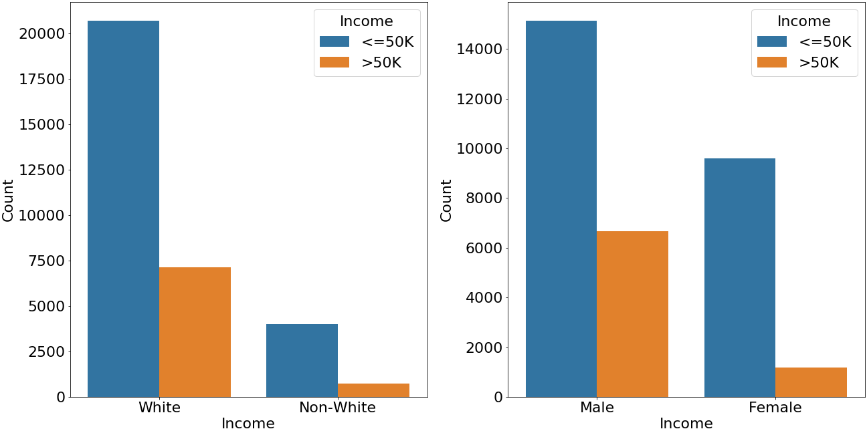 Income
<=50K
>50K
20000
17500
15000
12500
10000
7500
5000
2500
0
Count
White
Non-White
Income
Income
<=50K
>50K
14000
12000
10000
8000
6000
4000
2000
0
Count
Male
Female
Income